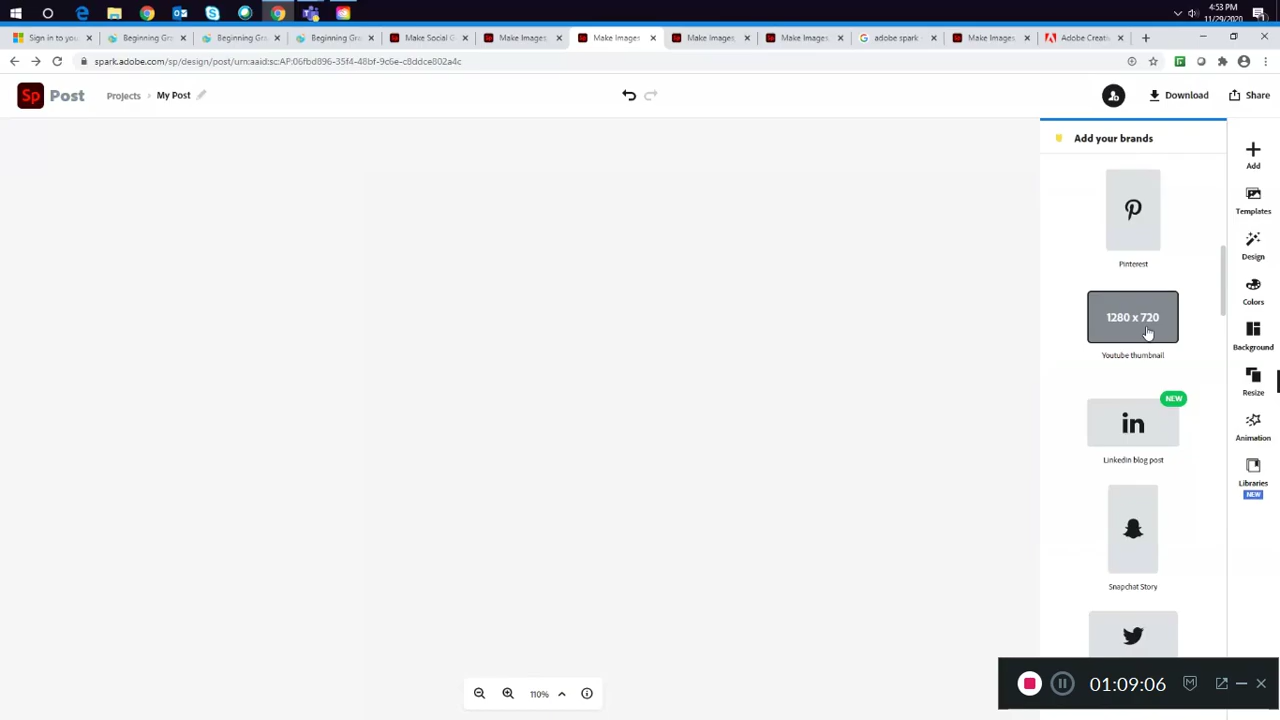 4:53 PM
11/29/2020
Sign in to you
Beginning Gra
Beginning Gra
Beginning Gra
Make Social G
Make Images,
Make Images,
Make Images,
Make Images,
adobe spark -
Make Images,
Adobe Creati
spark.adobe.com/sp/design/post/urn:aaid:sc:AP:06fbd896-35f4-48bf-9c6e-c8ddce802a4c
Sp Post
Projects > My Post
Download
Share
Add your brands
Pinterest
1280 x 720
Youtube thumbnail
NEW
in
Linkedin blog post
Snapchat Story
Add
Templates
Design
Colors
Background
Resize
Animation
Libraries
NEW
110%
01:09:06